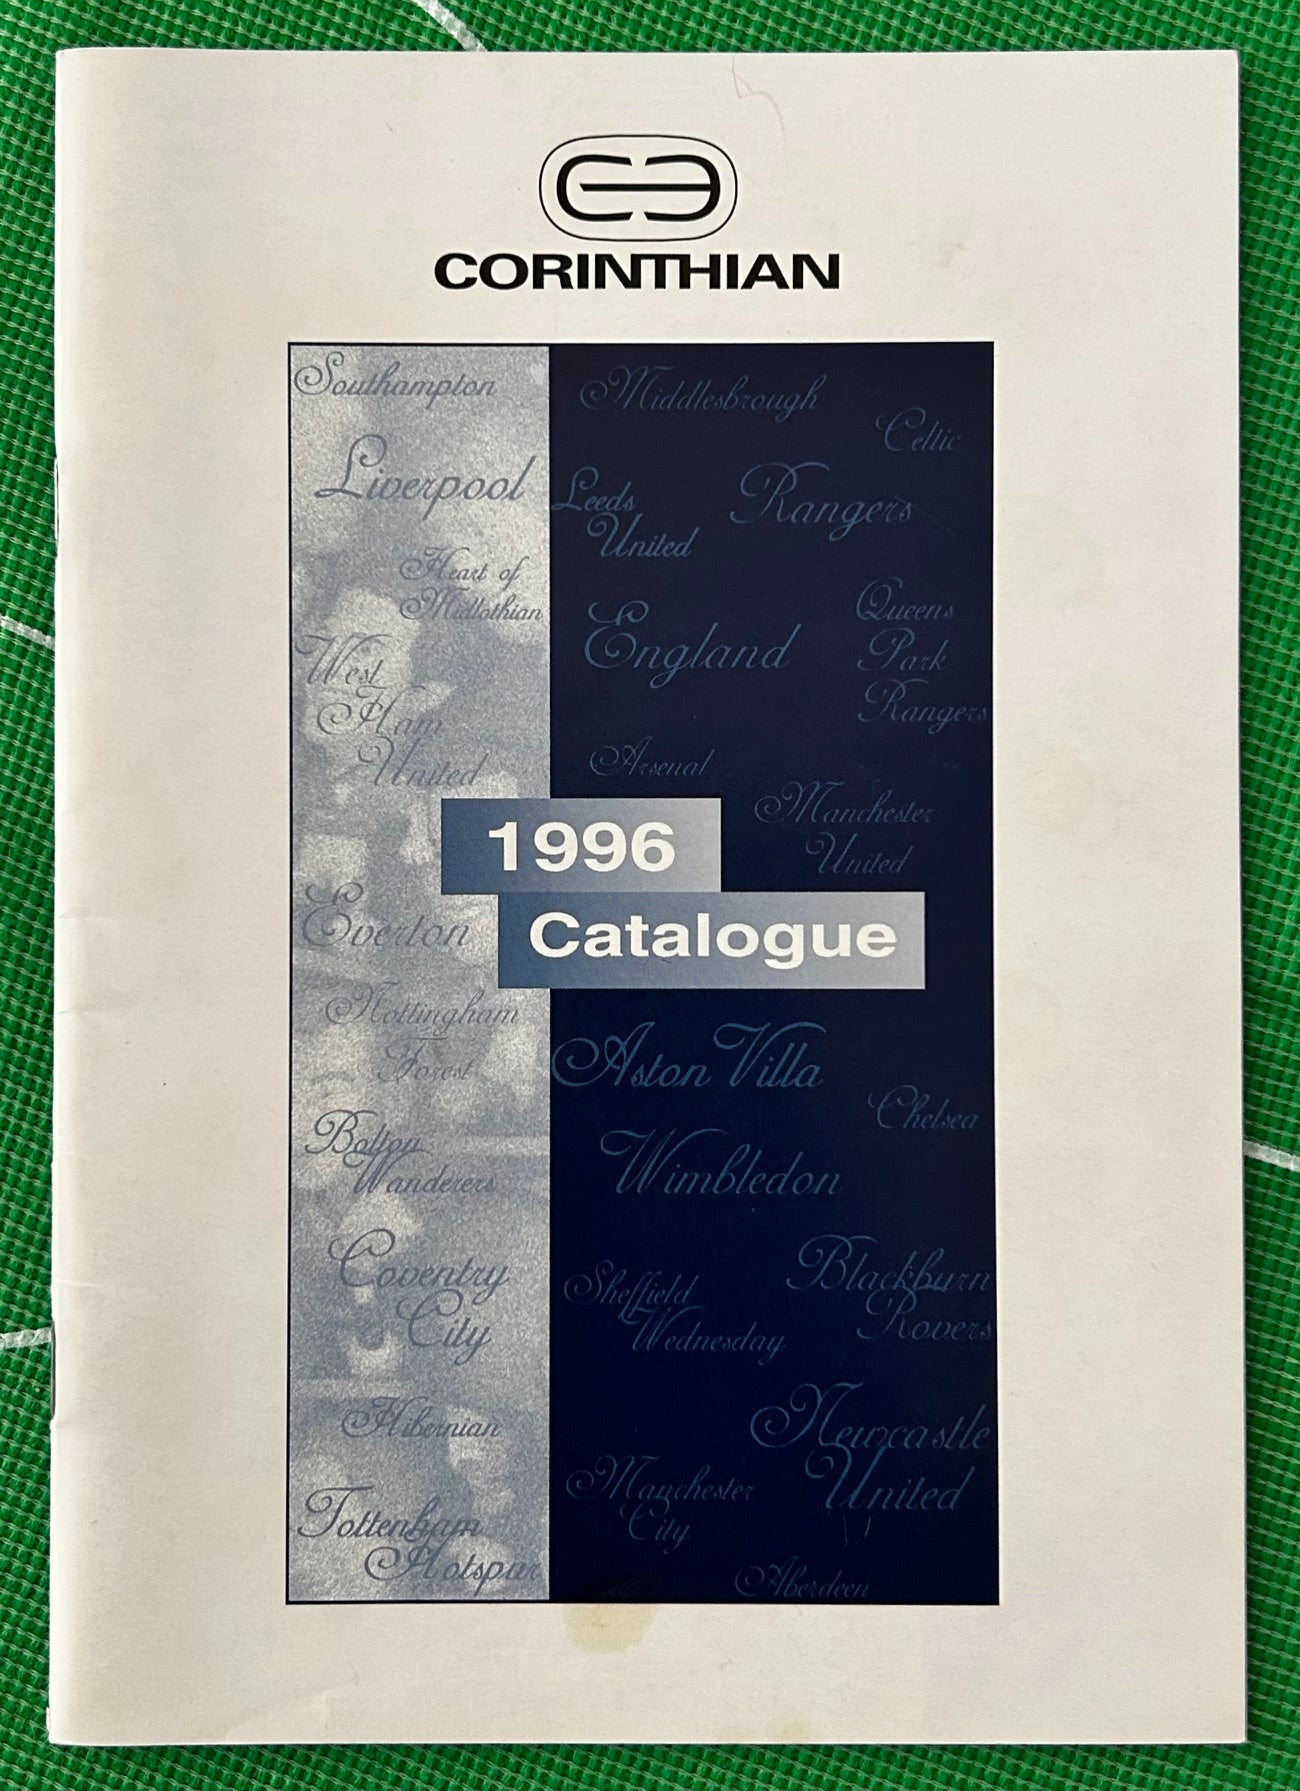 CORINTHIAN
Southampton
Liverpool
Heart of
Midlothian
West
Ham
United
Everton
Nottingham
Forest
Bolton
Wanderers
Coventry
City
Hibernian
Tottenham
Hotspur
Middlesbrough
Celtic
Leeds
United
Rangers
England
Queens
Park
Rangers
Arsenal
Manchester
United
1996
Catalogue
Aston Villa
Chelsea
Wimbledon
Sheffield
Wednesday
Blackburn
Rovers
Newcastle
United
Manchester
City
Aberdeen